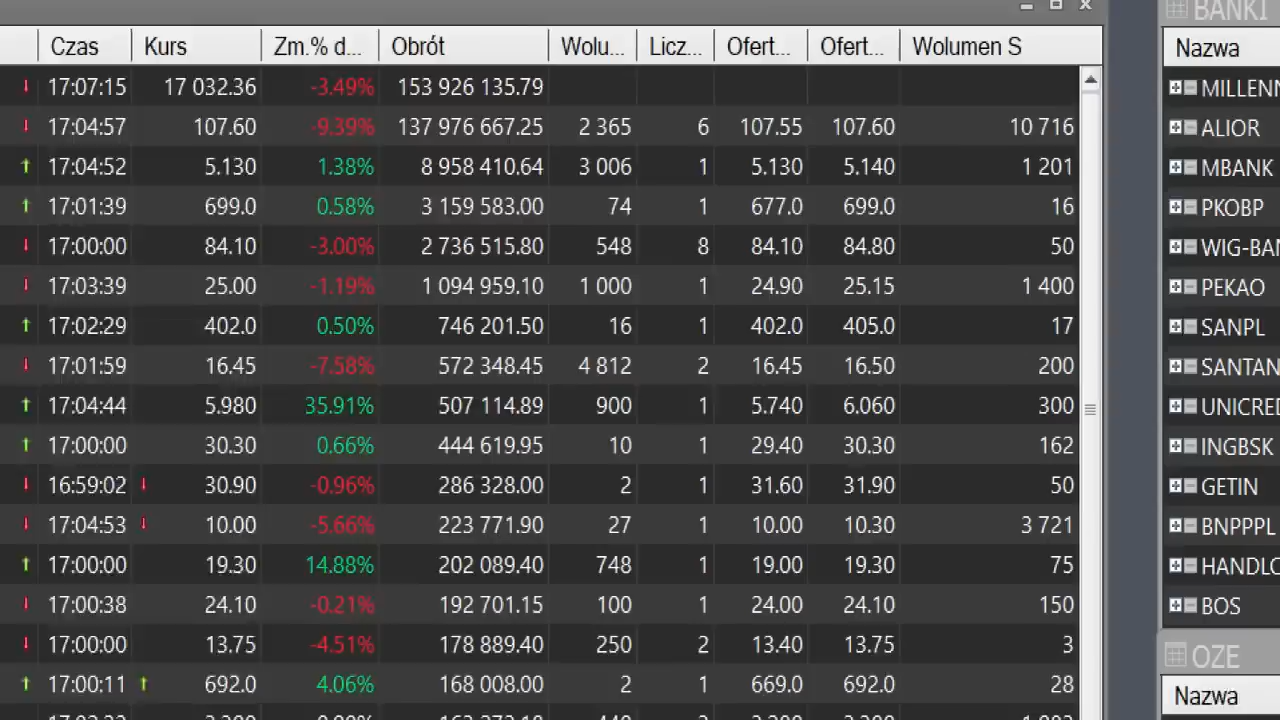 Czas Kurs Zm.% d... Obrót Wolu... Licz... Ofert... Ofert... Wolumen S
17:07:15 17 032.36 -3.49% 153 926 135.79
17:04:57 107.60 -9.39% 137 976 667.25 2 365 6 107.55 107.60 10 716
17:04:52 5.130 1.38% 8 958 410.64 3 006 1 5.130 5.140 1 201
17:01:39 699.0 0.58% 3 159 583.00 74 1 677.0 699.0 16
17:00:00 84.10 -3.00% 2 736 515.80 548 8 84.10 84.80 50
17:03:39 25.00 -1.19% 1 094 959.10 1 000 1 24.90 25.15 1 400
17:02:29 402.0 0.50% 746 201.50 16 1 402.0 405.0 17
17:01:59 16.45 -7.58% 572 348.45 4 812 2 16.45 16.50 200
17:04:44 5.980 35.91% 507 114.89 900 1 5.740 6.060 300
17:00:00 30.30 0.66% 444 619.95 10 1 29.40 30.30 162
16:59:02 30.90 -0.96% 286 328.00 2 1 31.60 31.90 50
17:04:53 10.00 -5.66% 223 771.90 27 1 10.00 10.30 3 721
17:00:00 19.30 14.88% 202 089.40 748 1 19.00 19.30 75
17:00:38 24.10 -0.21% 192 701.15 100 1 24.00 24.10 150
17:00:00 13.75 -4.51% 178 889.40 250 2 13.40 13.75 3
17:00:11 692.0 4.06% 168 008.00 2 1 669.0 692.0 28
BANKI
Nazwa
MILLENN
ALIOR
MBANK
PKOBP
WIG-BAN
PEKAO
SANPL
SANTAN
UNICRED
INGBSK
GETIN
BNPPPL
HANDLO
BOS
OZE
Nazwa